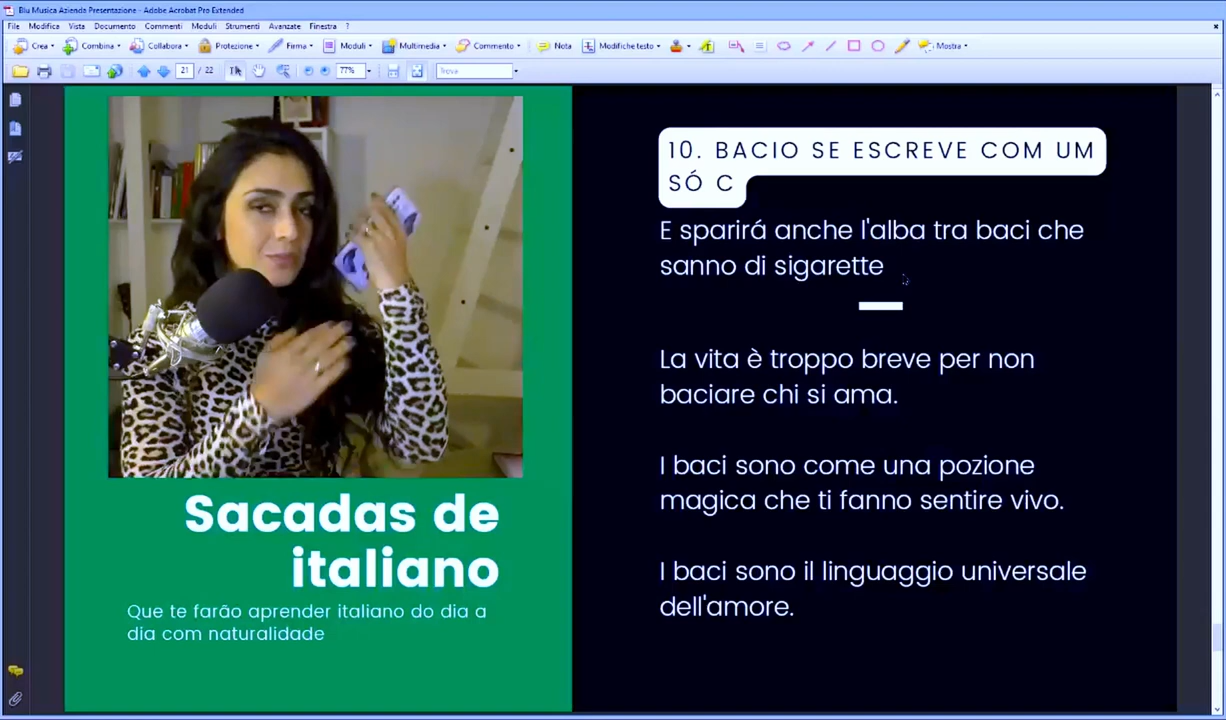 Blu Musica Azienda Presentazione - Adobe Acrobat Pro Extended
File Modifica Vista Documento Commenti Moduli Strumenti Avanzate Finestra ?
Crea Combina Collabora Protezione Firma Moduli Multimedia Commento Nota Modifiche testo Mostra
21 / 22 77% Trova
10. BACIO SE ESCREVE COM UM
SÓ C
E sparirá anche l'alba tra baci che
sanno di sigarette
La vita è troppo breve per non
baciare chi si ama.
I baci sono come una pozione
magica che ti fanno sentire vivo.
I baci sono il linguaggio universale
dell'amore.
Sacadas de
italiano
Que te farão aprender italiano do dia a
dia com naturalidade